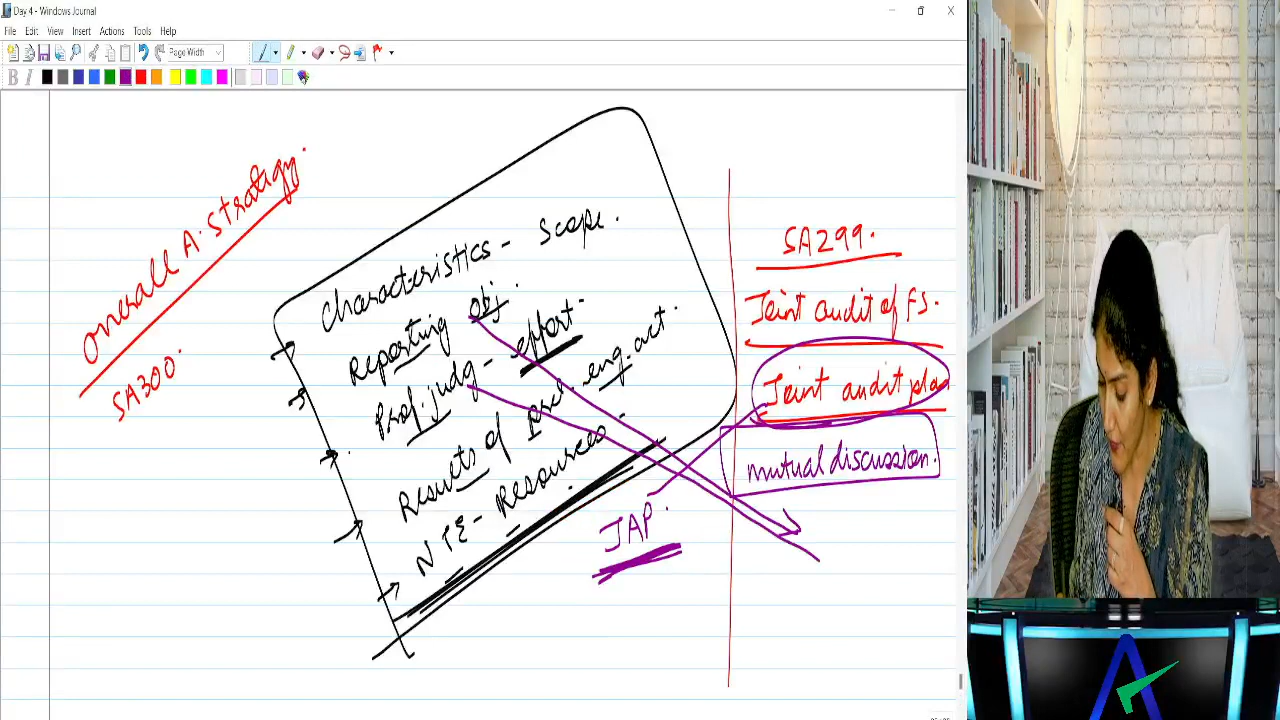 Day 4 - Windows Journal
File Edit View Insert Actions Tools Help
Page Width
B I
Overall A. Stratagy
SA300.
Characteristics - Scope.
Reporting obj.
Prof. judg - effort -
Results of prel. eng. act.
NTE - Resources -
JAP.
SA299.
Joint audit of FS.
Joint audit plan
mutual discussion.